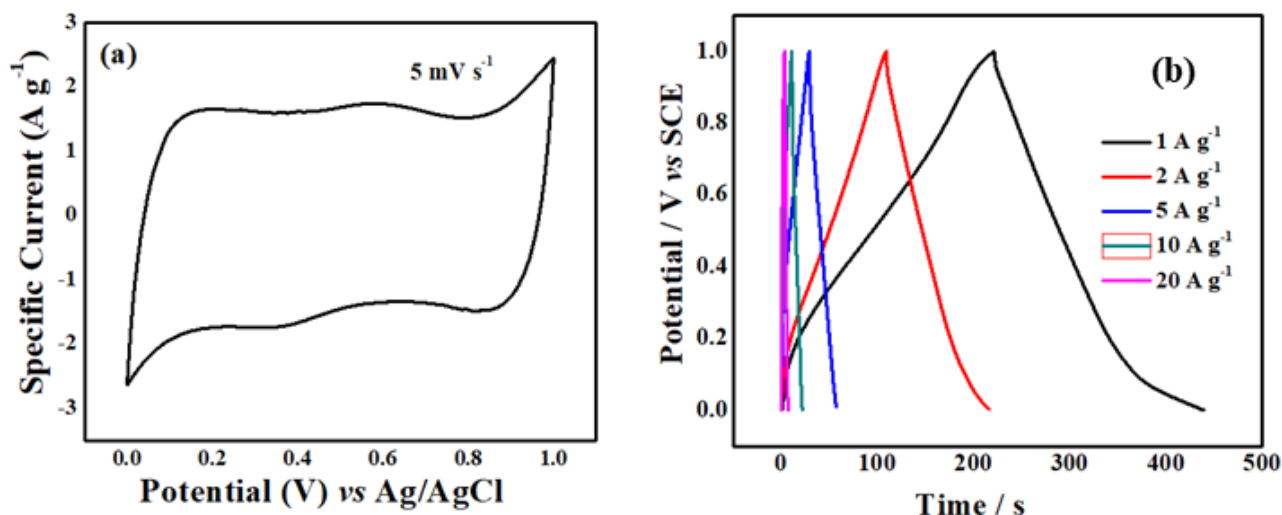 (a)
5 mV s⁻¹
Specific Current (A g⁻¹)
3
2
1
0
-1
-2
-3
0.0 0.2 0.4 0.6 0.8 1.0
Potential (V) vs Ag/AgCl
(b)
1 A g⁻¹
2 A g⁻¹
5 A g⁻¹
10 A g⁻¹
20 A g⁻¹
Potential / V vs SCE
1.0
0.8
0.6
0.4
0.2
0.0
0 100 200 300 400 500
Time / s